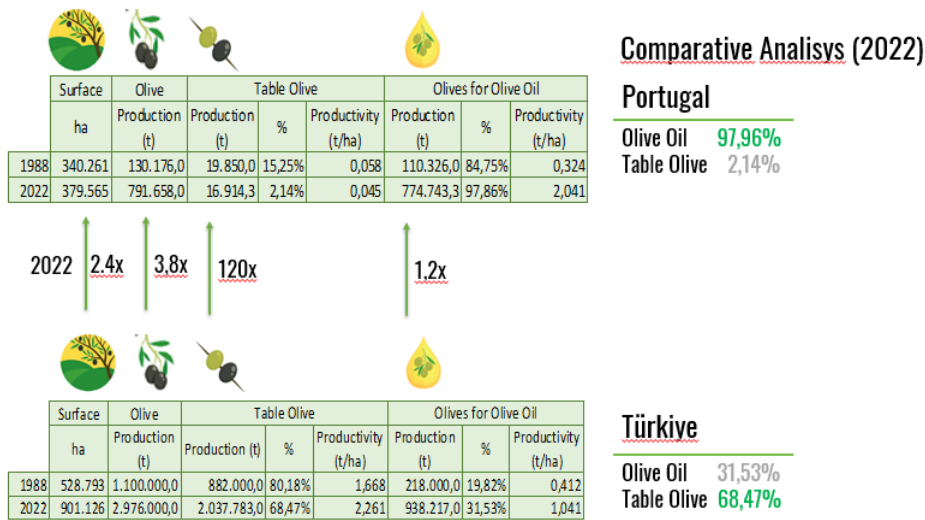 Comparative Analisys (2022)
Portugal
Olive Oil 97,96%
Table Olive 2,14%
Surface Olive Table Olive Olives for Olive Oil
ha Production (t) Production (t) % Productivity (t/ha) Production (t) % Productivity (t/ha)
1988 340.261 130.176,0 19.850,0 15,25% 0,058 110.326,0 84,75% 0,324
2022 379.565 791.658,0 16.914,3 2,14% 0,045 774.743,3 97,86% 2,041
2022 2.4x 3,8x 120x 1,2x
Surface Olive Table Olive Olives for Olive Oil
ha Production (t) Production (t) % Productivity (t/ha) Production (t) % Productivity (t/ha)
1988 528.793 1.100.000,0 882.000,0 80,18% 1,668 218.000,0 19,82% 0,412
2022 901.126 2.976.000,0 2.037.783,0 68,47% 2,261 938.217,0 31,53% 1,041
Türkiye
Olive Oil 31,53%
Table Olive 68,47%